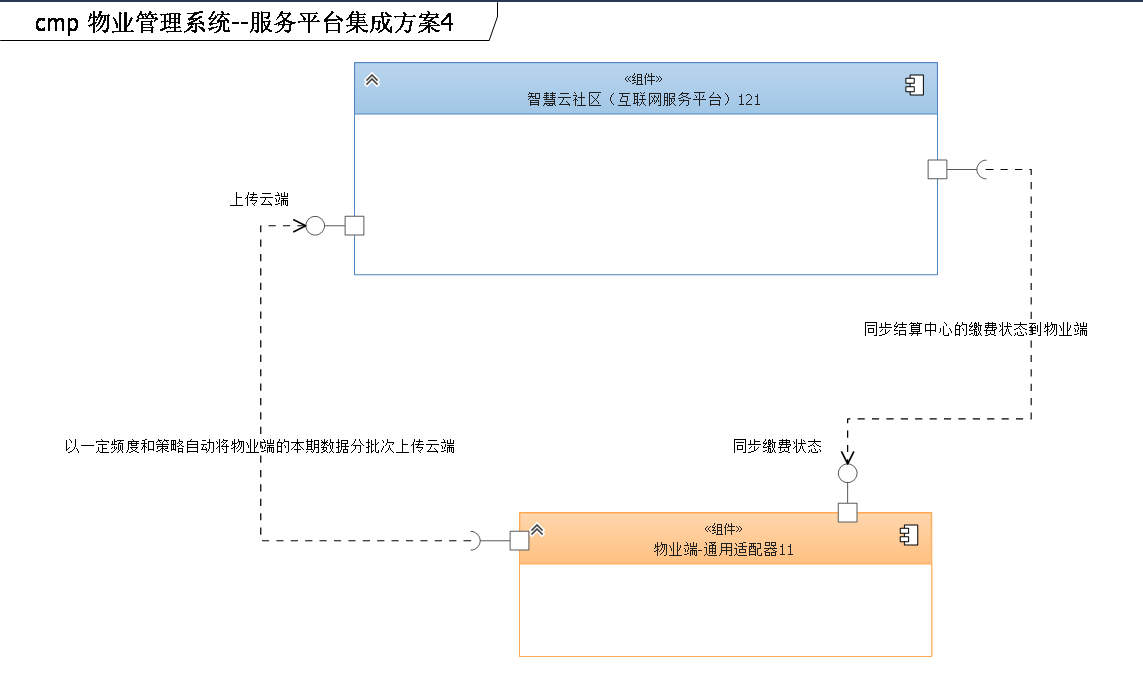 cmp 物业管理系统--服务平台集成方案4
«组件»
智慧云社区（互联网服务平台）121
上传云端
同步结算中心的缴费状态到物业端
以一定频度和策略自动将物业端的本期数据分批次上传云端
同步缴费状态
«组件»
物业端-通用适配器11